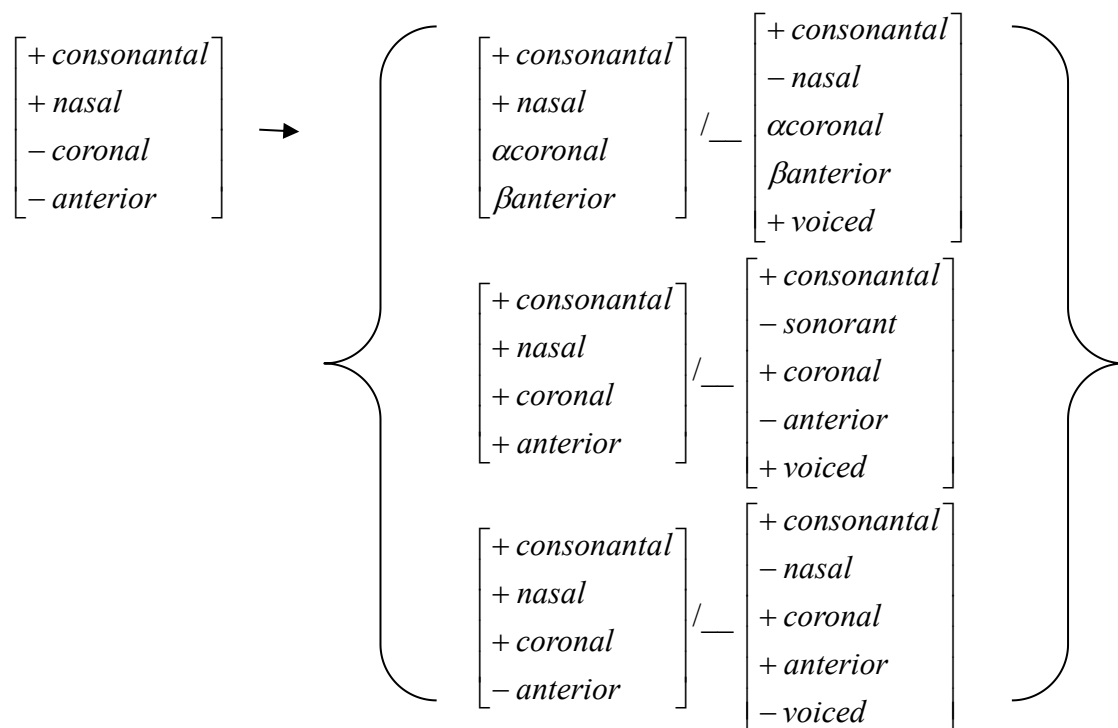 [+ consonantal
+ nasal
− coronal
− anterior] →
[+ consonantal
+ nasal
αcoronal
βanterior] /__ [+ consonantal
− nasal
αcoronal
βanterior
+ voiced]
[+ consonantal
+ nasal
+ coronal
+ anterior] /__ [+ consonantal
− sonorant
+ coronal
− anterior
+ voiced]
[+ consonantal
+ nasal
+ coronal
− anterior] /__ [+ consonantal
− nasal
+ coronal
+ anterior
− voiced]